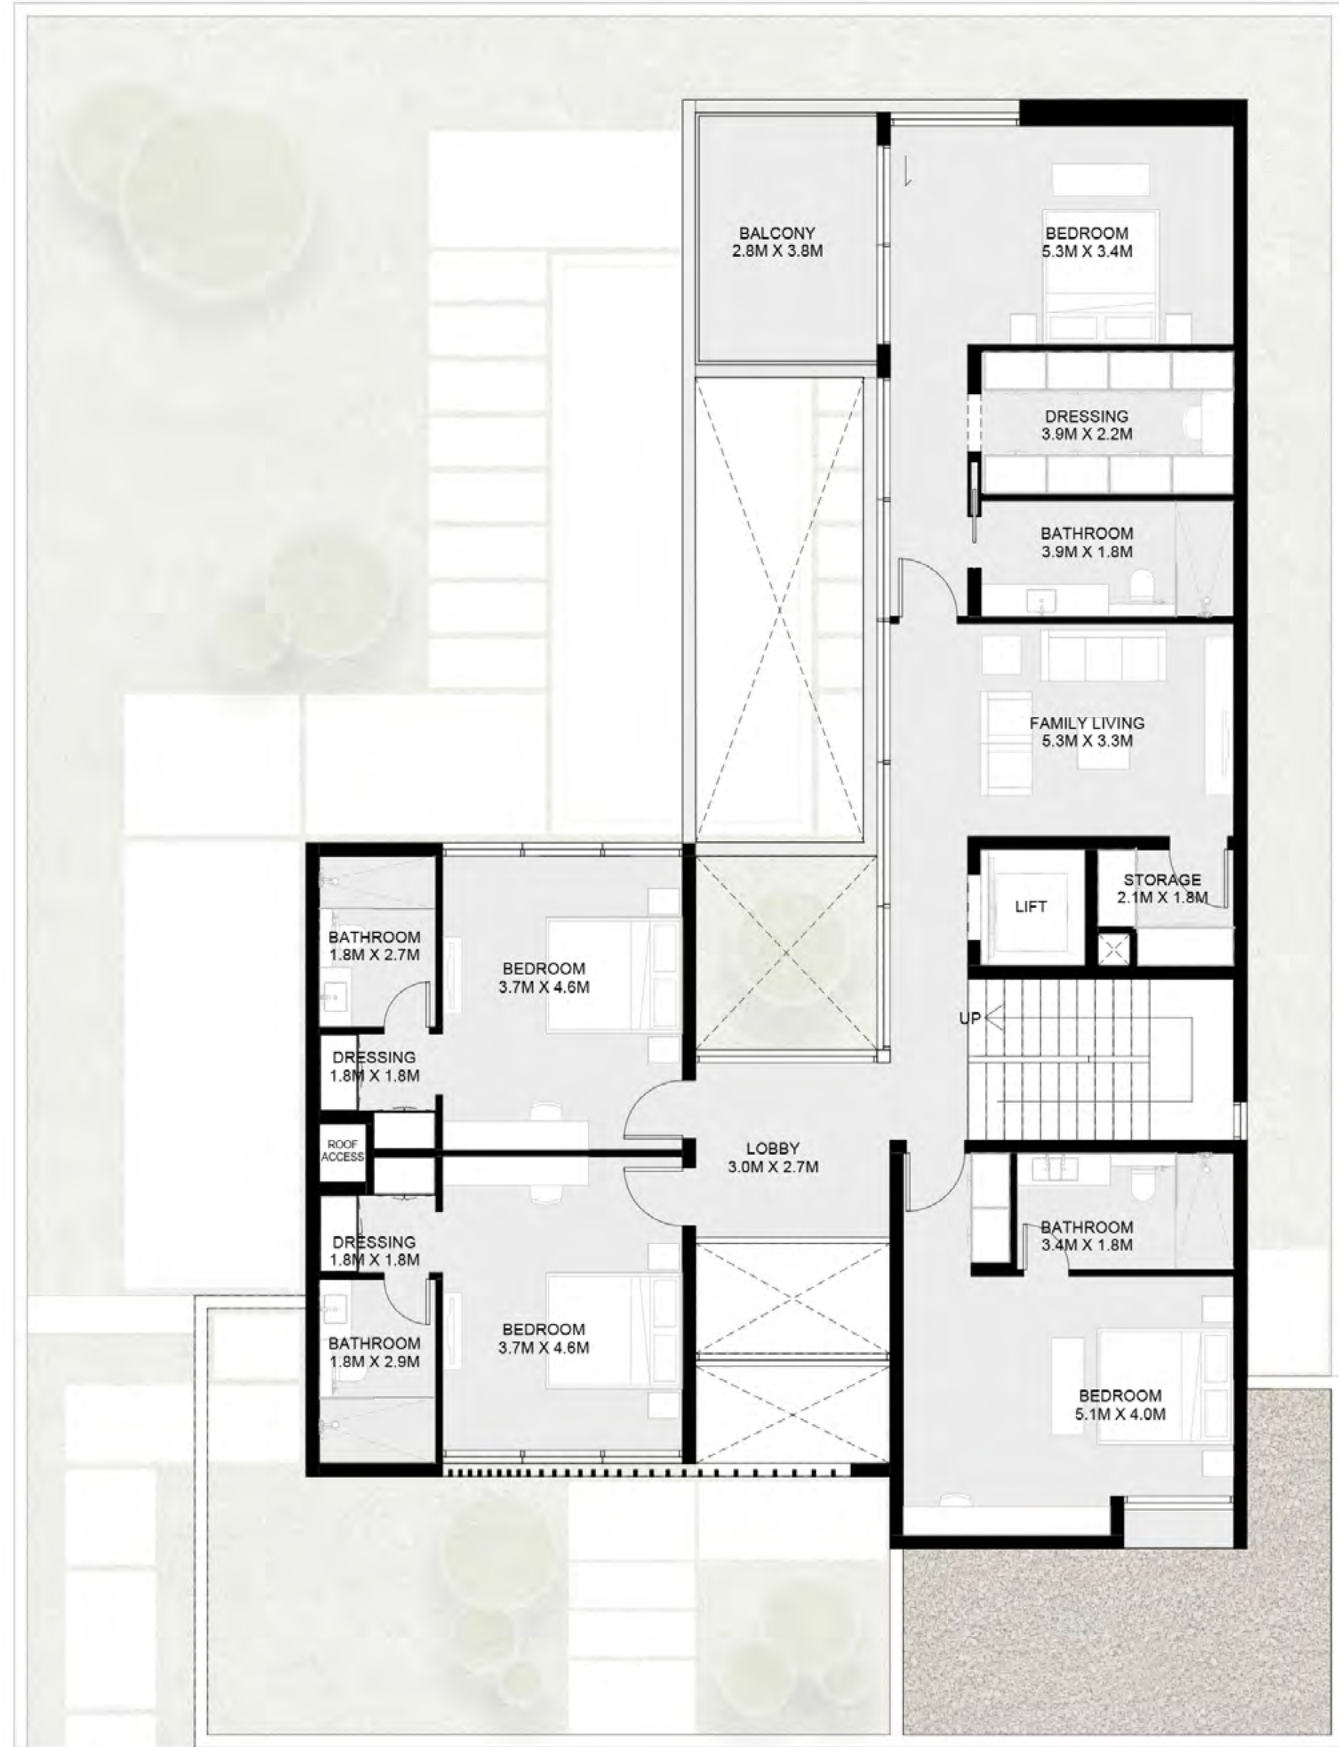 BALCONY
2.8M X 3.8M
BEDROOM
5.3M X 3.4M
DRESSING
3.9M X 2.2M
BATHROOM
3.9M X 1.8M
FAMILY LIVING
5.3M X 3.3M
STORAGE
2.1M X 1.8M
LIFT
BATHROOM
1.8M X 2.7M
BEDROOM
3.7M X 4.6M
UP
DRESSING
1.8M X 1.8M
ROOF
ACCESS
LOBBY
3.0M X 2.7M
DRESSING
1.8M X 1.8M
BATHROOM
3.4M X 1.8M
BATHROOM
1.8M X 2.9M
BEDROOM
3.7M X 4.6M
BEDROOM
5.1M X 4.0M